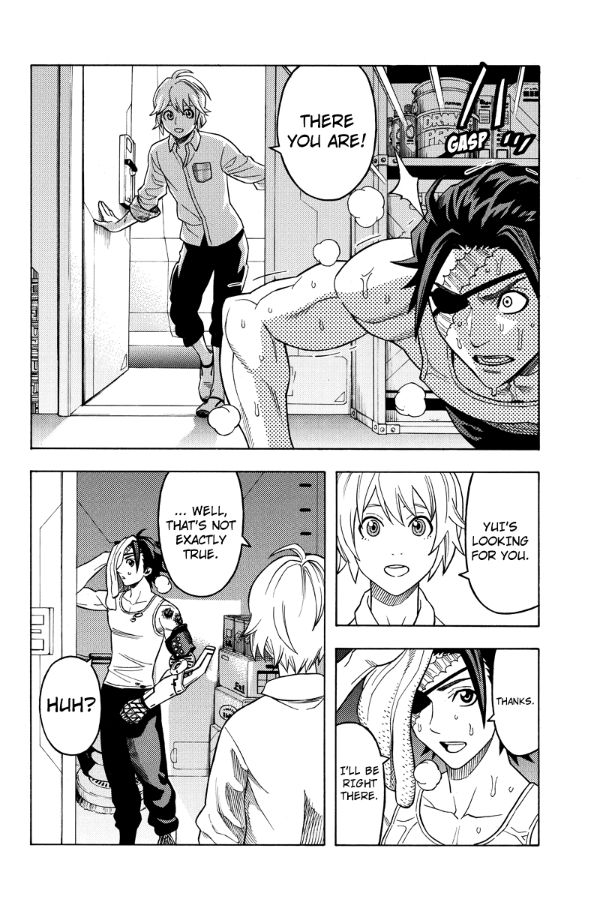 THERE
YOU ARE!
GASP
YUI'S
LOOKING
FOR YOU.
THANKS.
I'LL BE
RIGHT
THERE.
... WELL,
THAT'S NOT
EXACTLY
TRUE.
HUH?